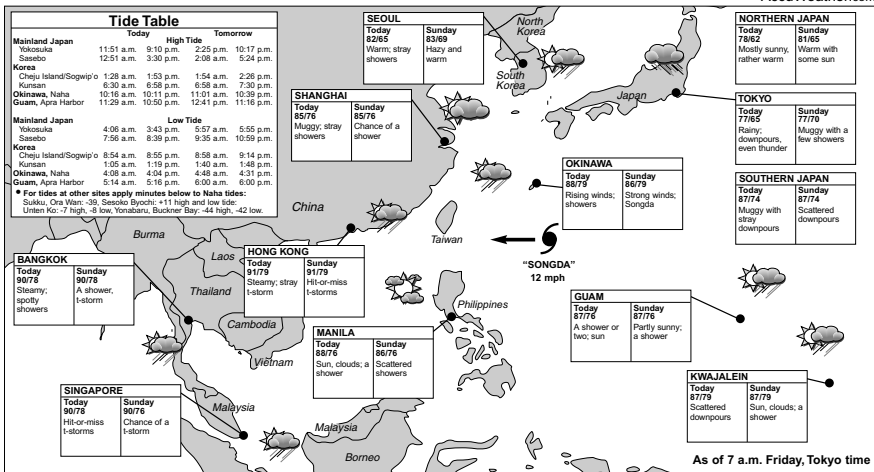 Tide Table
Today Tomorrow
Mainland Japan High Tide
Yokosuka 11:51 a.m. 9:10 p.m. 2:25 p.m. 10:17 p.m.
Sasebo 12:51 a.m. 3:30 p.m. 2:08 a.m. 5:24 p.m.
Korea
Cheju Island/Sogwip'o 1:28 a.m. 1:53 p.m. 1:54 a.m. 2:26 p.m.
Kunsan 6:30 a.m. 6:58 p.m. 6:58 a.m. 7:30 p.m.
Okinawa, Naha 10:16 a.m. 10:11 p.m. 11:01 a.m. 10:39 p.m.
Guam, Apra Harbor 11:29 a.m. 10:50 p.m. 12:41 p.m. 11:16 p.m.
Mainland Japan Low Tide
Yokosuka 4:06 a.m. 3:43 p.m. 5:57 a.m. 5:55 p.m.
Sasebo 7:56 a.m. 8:39 p.m. 9:35 a.m. 10:59 p.m.
Korea
Cheju Island/Sogwip'o 8:54 a.m. 8:55 p.m. 8:58 a.m. 9:14 p.m.
Kunsan 1:05 a.m. 1:19 p.m. 1:40 a.m. 1:48 p.m.
Okinawa, Naha 4:08 a.m. 4:04 p.m. 4:48 a.m. 4:31 p.m.
Guam, Apra Harbor 5:14 a.m. 5:16 p.m. 6:00 a.m. 6:00 p.m.
• For tides at other sites apply minutes below to Naha tides:
Sukku, Ora Wan: -39, Sesoko Byochi: +11 high and low tide:
Unten Ko: -7 high, -8 low, Yonabaru, Buckner Bay: -44 high, -42 low.
SEOUL
Today Sunday
82/65 83/69
Warm; stray Hazy and
showers warm
North
Korea
South
Korea
Japan
NORTHERN JAPAN
Today Sunday
78/62 81/65
Mostly sunny, Warm with
rather warm some sun
SHANGHAI
Today Sunday
85/76 85/76
Muggy; stray Chance of a
showers shower
TOKYO
Today Sunday
77/65 77/70
Rainy; Muggy with a
downpours, few showers
even thunder
OKINAWA
Today Sunday
88/79 86/79
Rising winds; Strong winds;
showers Songda
SOUTHERN JAPAN
Today Sunday
87/74 87/74
Muggy with Scattered
stray downpours
downpours
China
Taiwan
"SONGDA"
12 mph
Burma
Laos
Thailand
Cambodia
Vietnam
Philippines
BANGKOK
Today Sunday
90/78 90/78
Steamy; A shower,
spotty t-storm
showers
HONG KONG
Today Sunday
91/79 91/79
Steamy; stray Hit-or-miss
t-storm t-storms
GUAM
Today Sunday
87/76 87/76
A shower or Partly sunny;
two; sun a shower
MANILA
Today Sunday
88/76 86/76
Sun, clouds; a Scattered
shower showers
KWAJALEIN
Today Sunday
87/79 87/79
Scattered Sun, clouds; a
downpours shower
SINGAPORE
Today Sunday
90/78 90/76
Hit-or-miss Chance of a
t-storms t-storm
Malaysia
Malaysia
Borneo
As of 7 a.m. Friday, Tokyo time